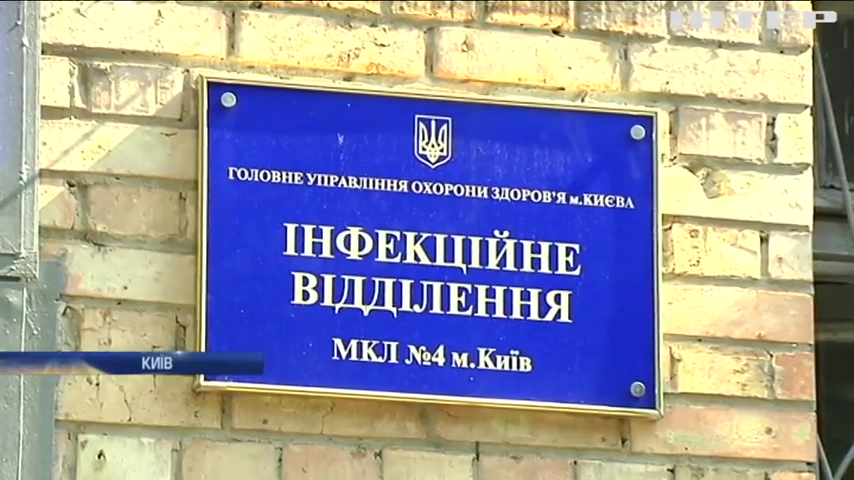 ІНТЕР
ГОЛОВНЕ УПРАВЛІННЯ ОХОРОНИ ЗДОРОВ'Я м.КИЄВА
ІНФЕКЦІЙНЕ
ВІДДІЛЕННЯ
МКЛ №4 м.Київ
КИЇВ